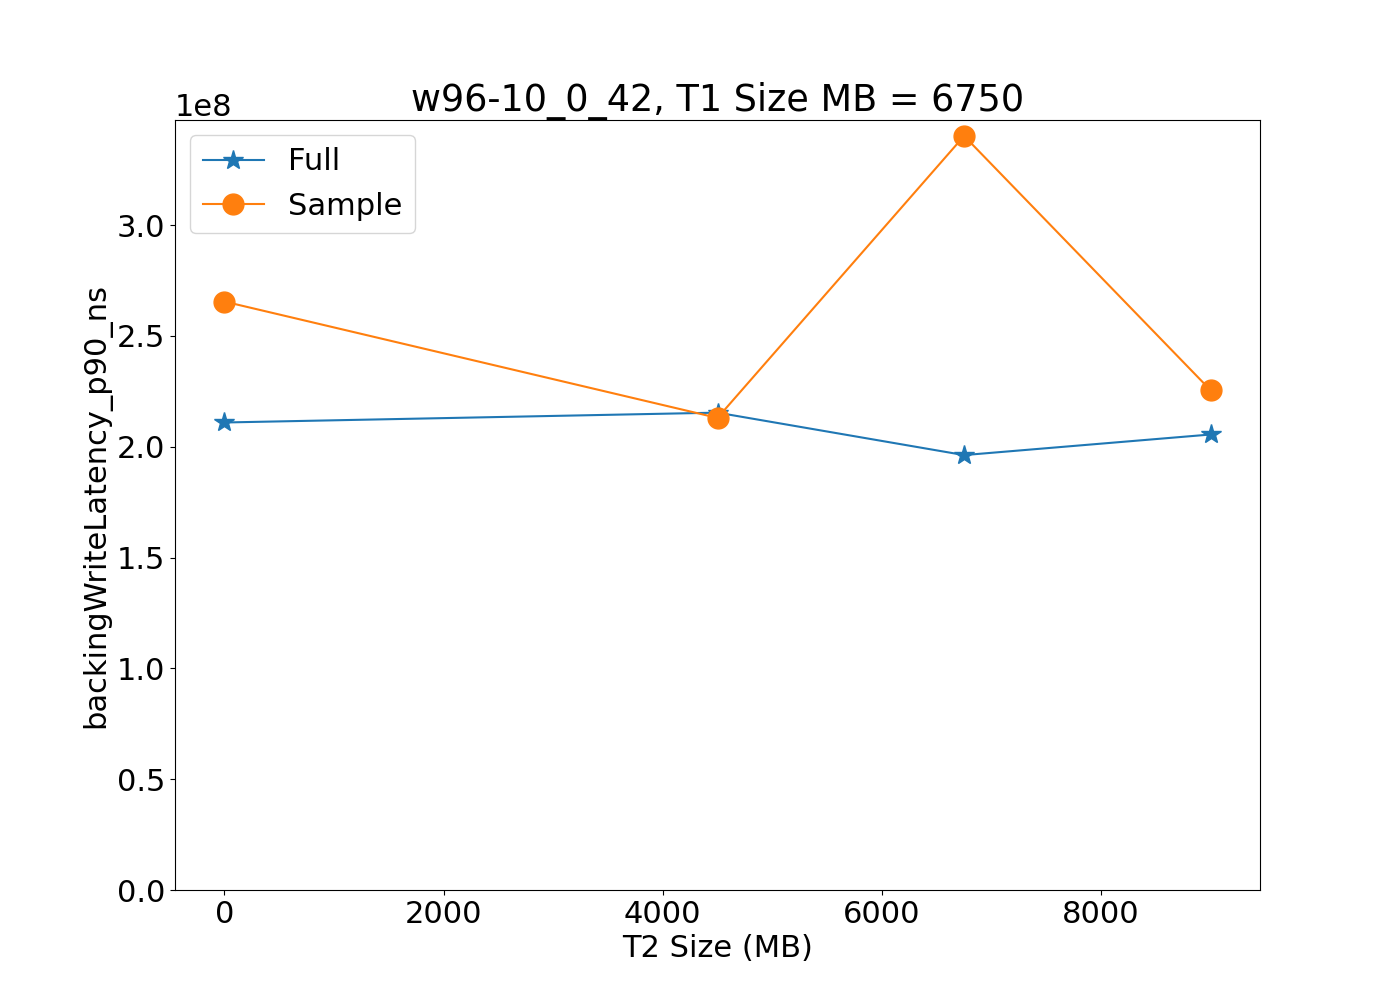 w96-10_0_42, T1 Size MB = 6750
1e8
Full
Sample
3.0
2.5
2.0
1.5
1.0
0.5
0.0
backingWriteLatency_p90_ns
0 2000 4000 6000 8000
T2 Size (MB)